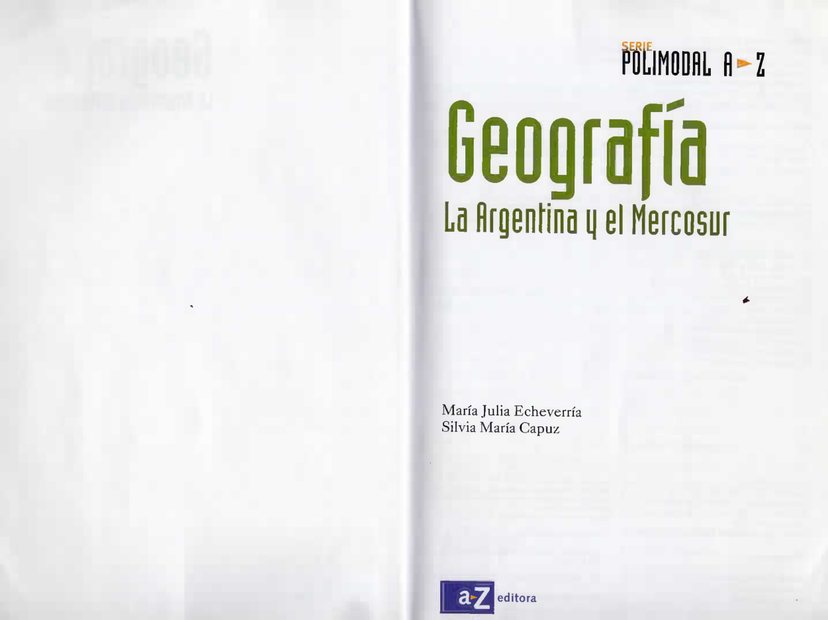 SERIE
POLIMODAL A Z
Geografía
La Argentina y el Mercosur
María Julia Echeverría
Silvia María Capuz
a-Z editora